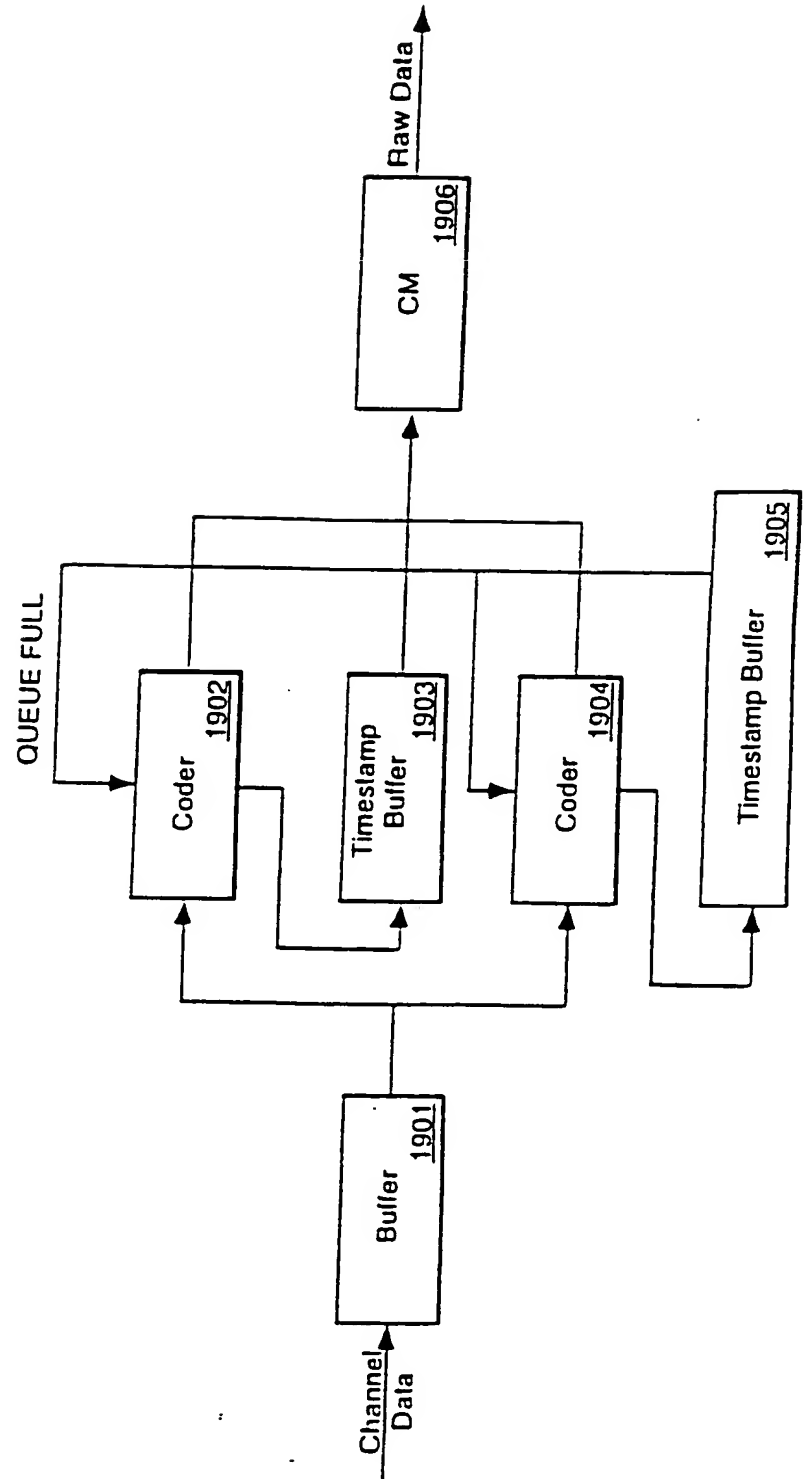 Channel
Data
Buffer
1901
QUEUE FULL
Coder
1902
Timestamp
Buffer
1903
Coder
1904
Timestamp Buffer
1905
CM
1906
Raw Data